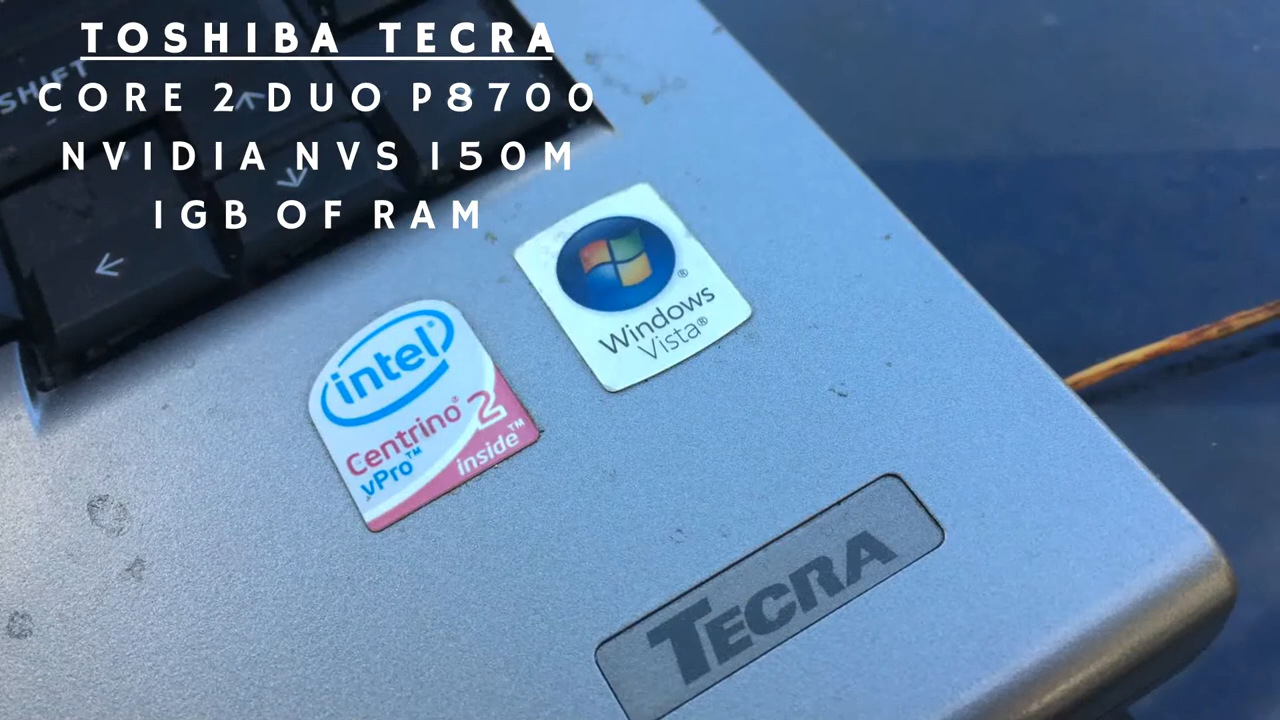 TOSHIBA TECRA
CORE 2 DUO P8700
NVIDIA NVS 150M
1GB OF RAM
SHIFT
Windows®
Vista®
intel®
Centrino® 2
vPro™
inside™
TECRA